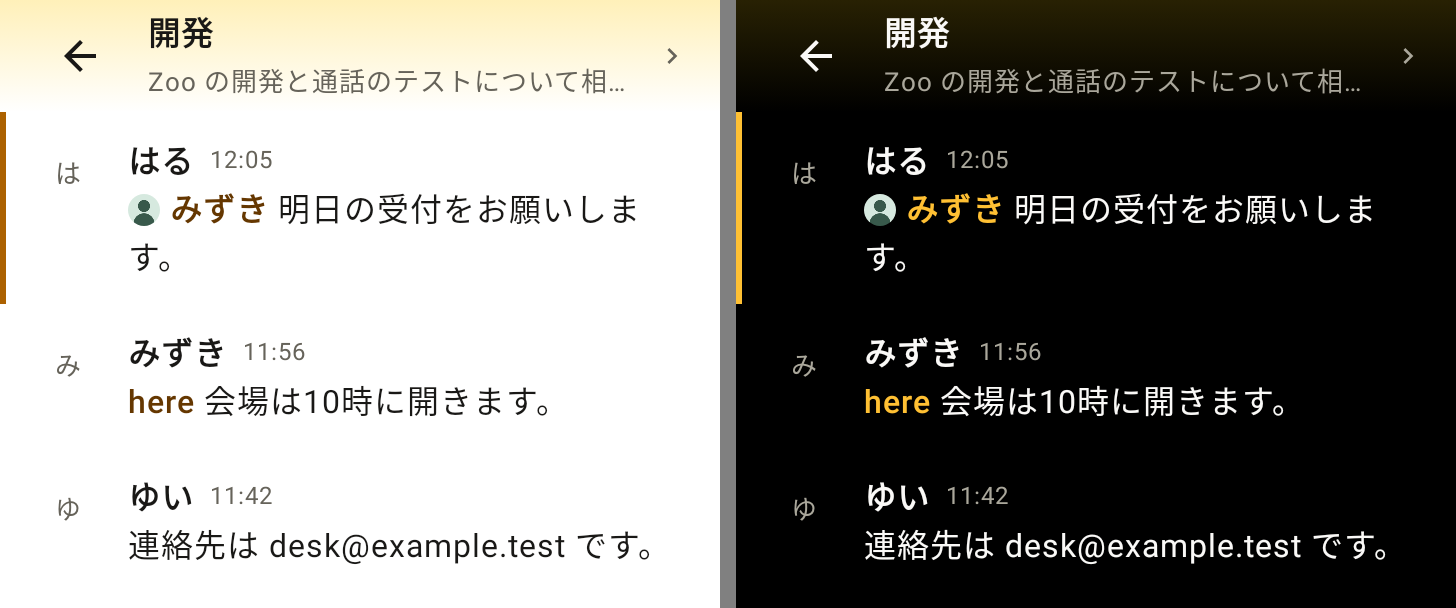 開発
Zoo の開発と通話のテストについて相…
は
はる 12:05
みずき 明日の受付をお願いしま
す。
み
みずき 11:56
here 会場は10時に開きます。
ゆ
ゆい 11:42
連絡先は desk@example.test です。
開発
Zoo の開発と通話のテストについて相…
は
はる 12:05
みずき 明日の受付をお願いしま
す。
み
みずき 11:56
here 会場は10時に開きます。
ゆ
ゆい 11:42
連絡先は desk@example.test です。